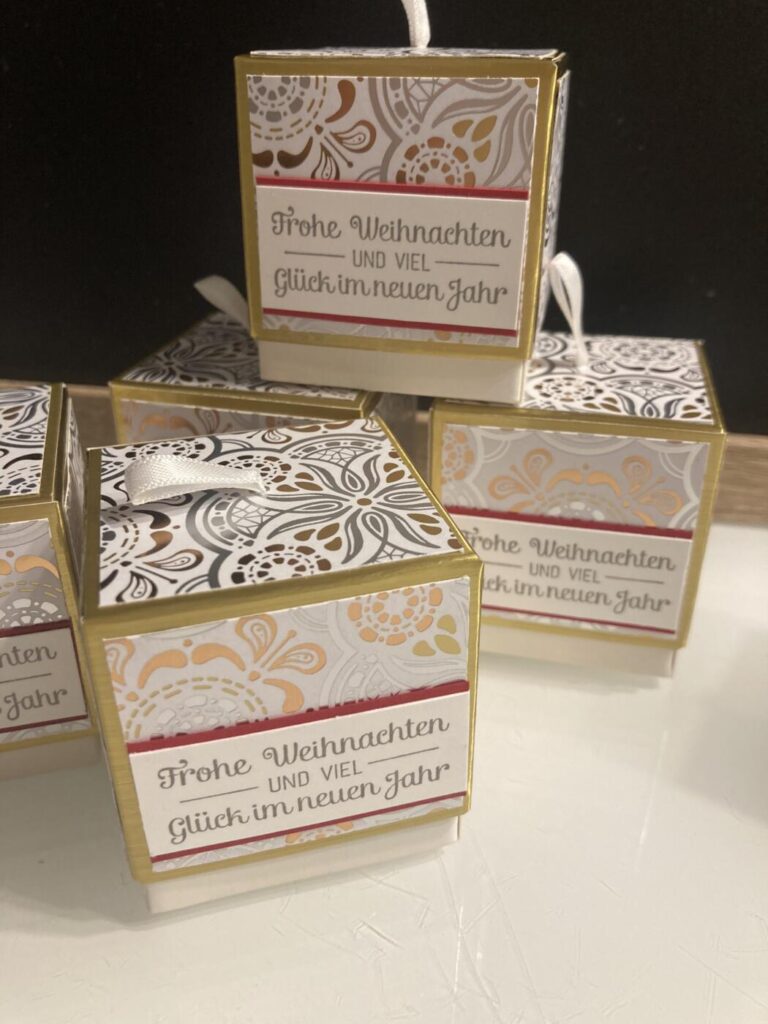 Frohe Weihnachten
UND VIEL
Glück im neuen Jahr
Frohe Weihnachten
UND VIEL
Glück im neuen Jahr
Frohe Weihnachten
UND VIEL
Glück im neuen Jahr
Jahr